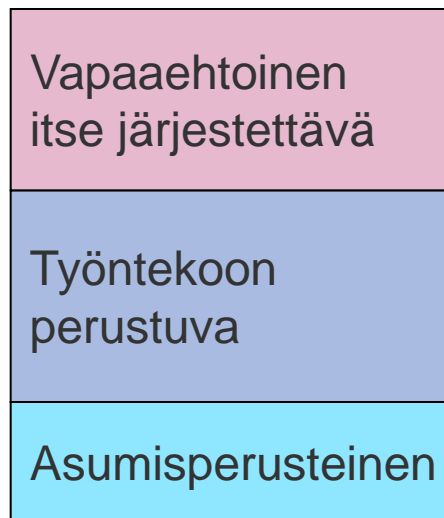 Vapaaehtoinen
itse järjestettävä
Työntekoon
perustuva
Asumisperusteinen